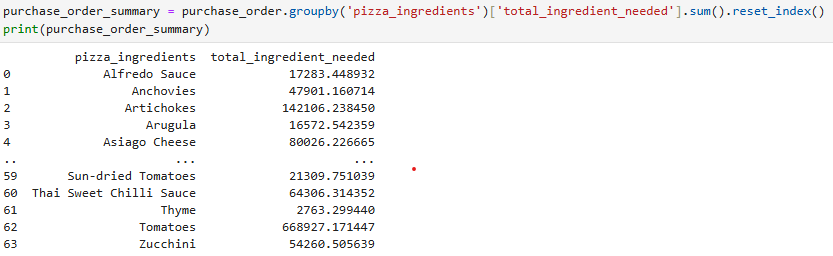 purchase_order_summary = purchase_order.groupby('pizza_ingredients')['total_ingredient_needed'].sum().reset_index()
print(purchase_order_summary)
pizza_ingredients total_ingredient_needed
0 Alfredo Sauce 17283.448932
1 Anchovies 47901.160714
2 Artichokes 142106.238450
3 Arugula 16572.542359
4 Asiago Cheese 80026.226665
.. ... ...
59 Sun-dried Tomatoes 21309.751039
60 Thai Sweet Chilli Sauce 64306.314352
61 Thyme 2763.299440
62 Tomatoes 668927.171447
63 Zucchini 54260.505639